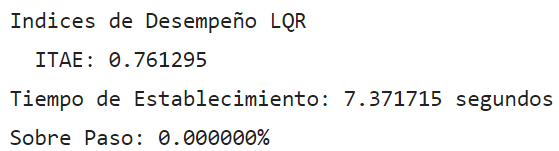 Indices de Desempeño LQR
ITAE: 0.761295
Tiempo de Establecimiento: 7.371715 segundos
Sobre Paso: 0.000000%